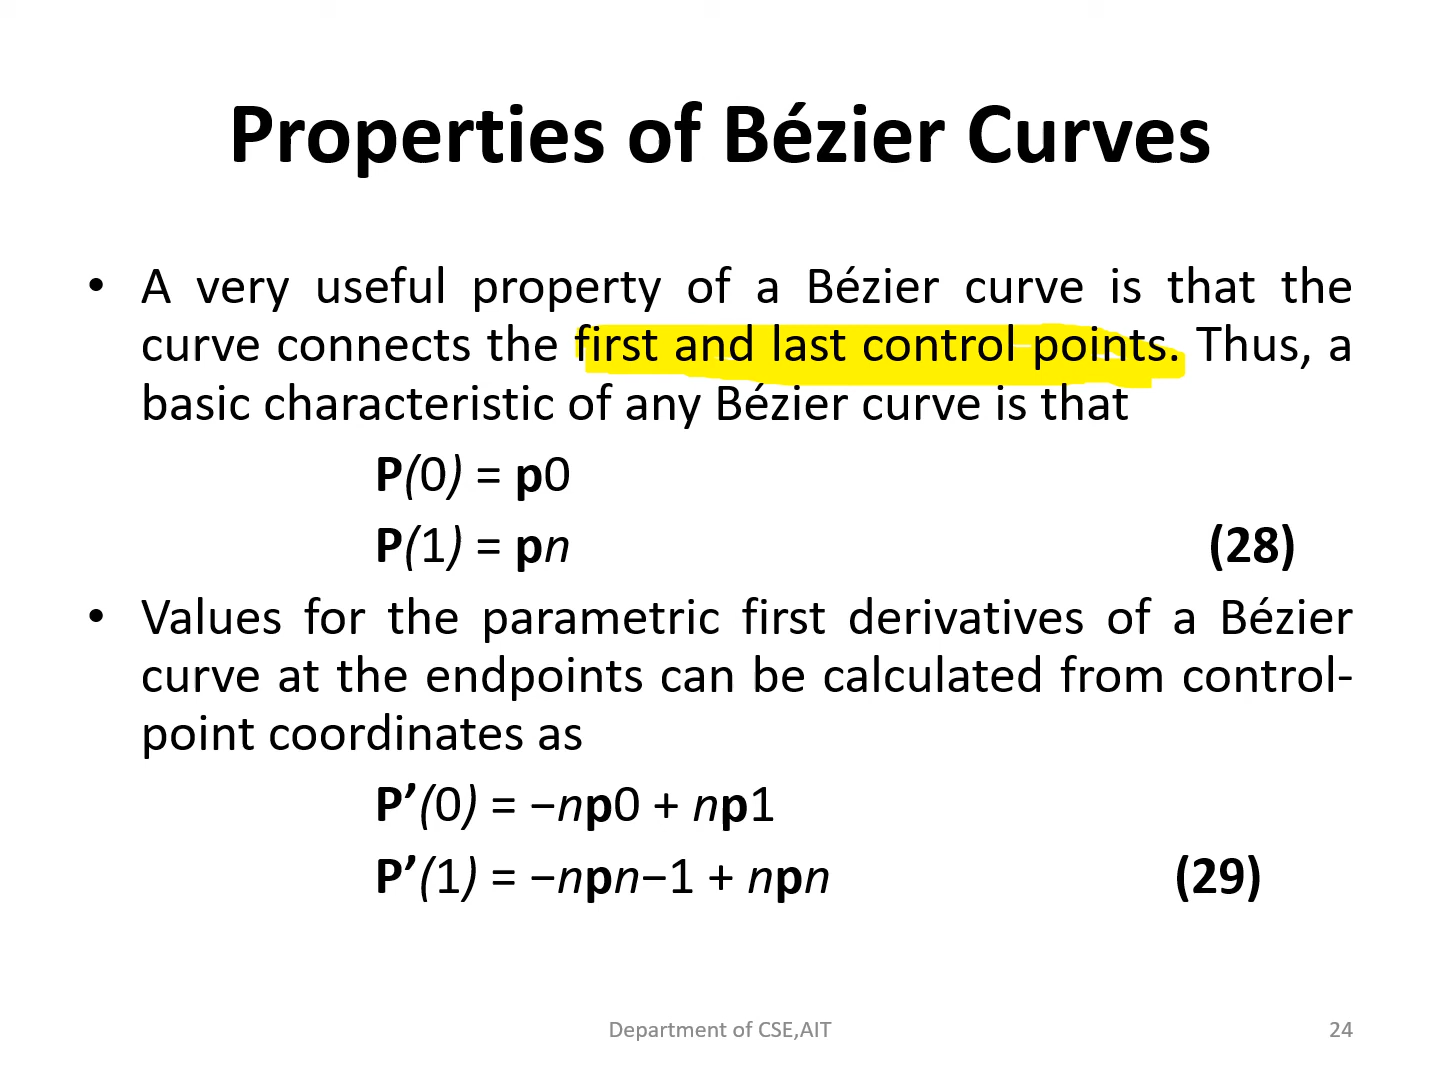 Properties of Bézier Curves
• A very useful property of a Bézier curve is that the
curve connects the first and last control points. Thus, a
basic characteristic of any Bézier curve is that
P(0) = p0
P(1) = pn (28)
• Values for the parametric first derivatives of a Bézier
curve at the endpoints can be calculated from control-
point coordinates as
P’(0) = −np0 + np1
P’(1) = −npn−1 + npn (29)
Department of CSE,AIT 24